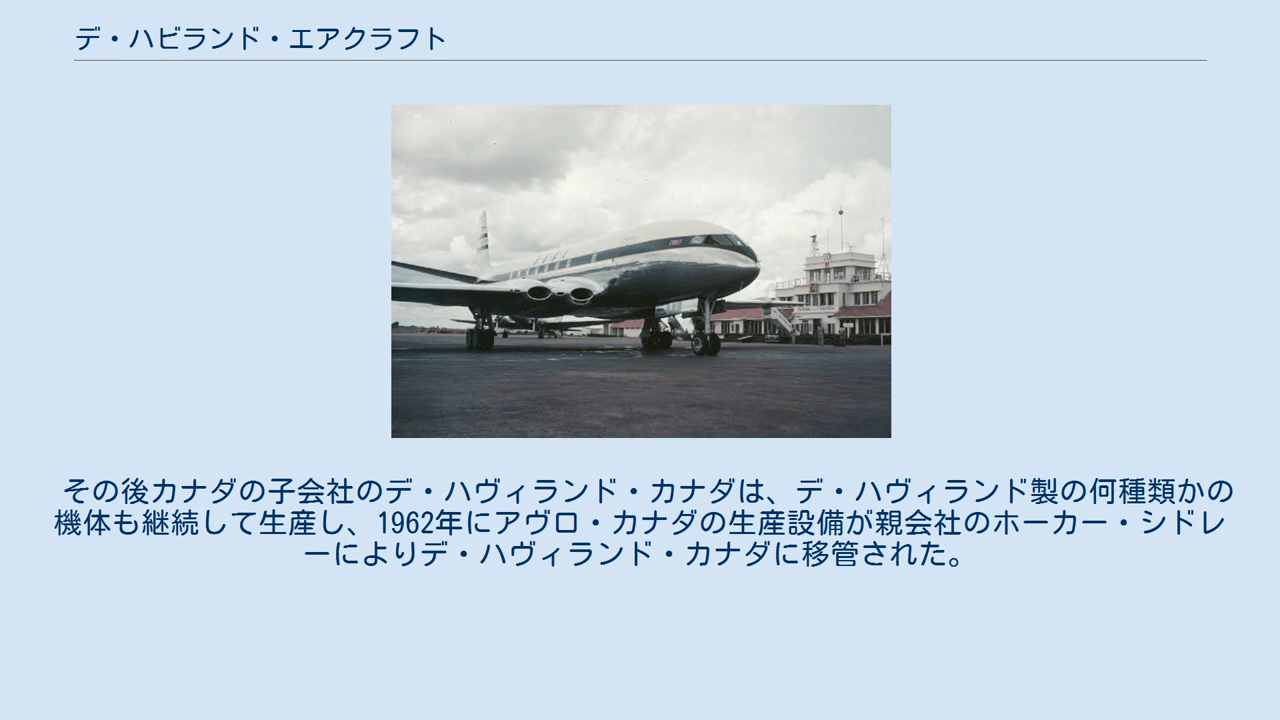 デ・ハビランド・エアクラフト
その後カナダの子会社のデ・ハヴィランド・カナダは、デ・ハヴィランド製の何種類かの
機体も継続して生産し、1962年にアヴロ・カナダの生産設備が親会社のホーカー・シドレ
ーによりデ・ハヴィランド・カナダに移管された。